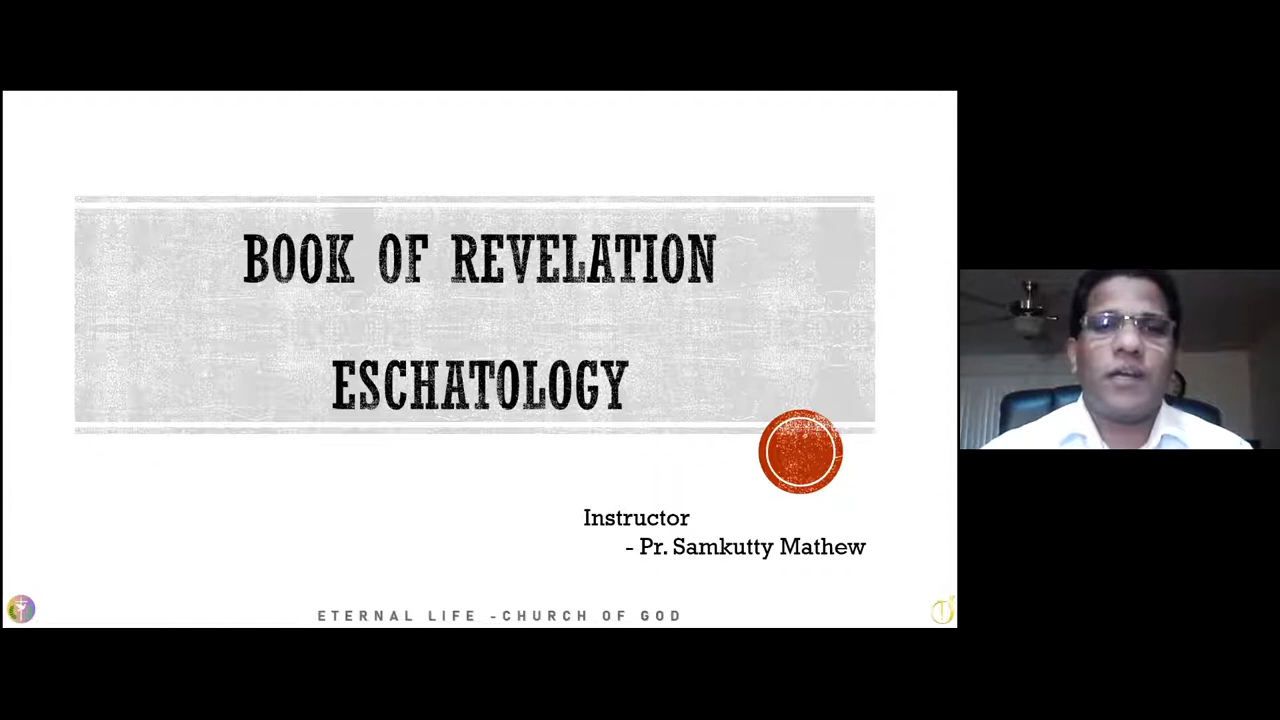 BOOK OF REVELATION
ESCHATOLOGY
Instructor
- Pr. Samkutty Mathew
ETERNAL LIFE -CHURCH OF GOD